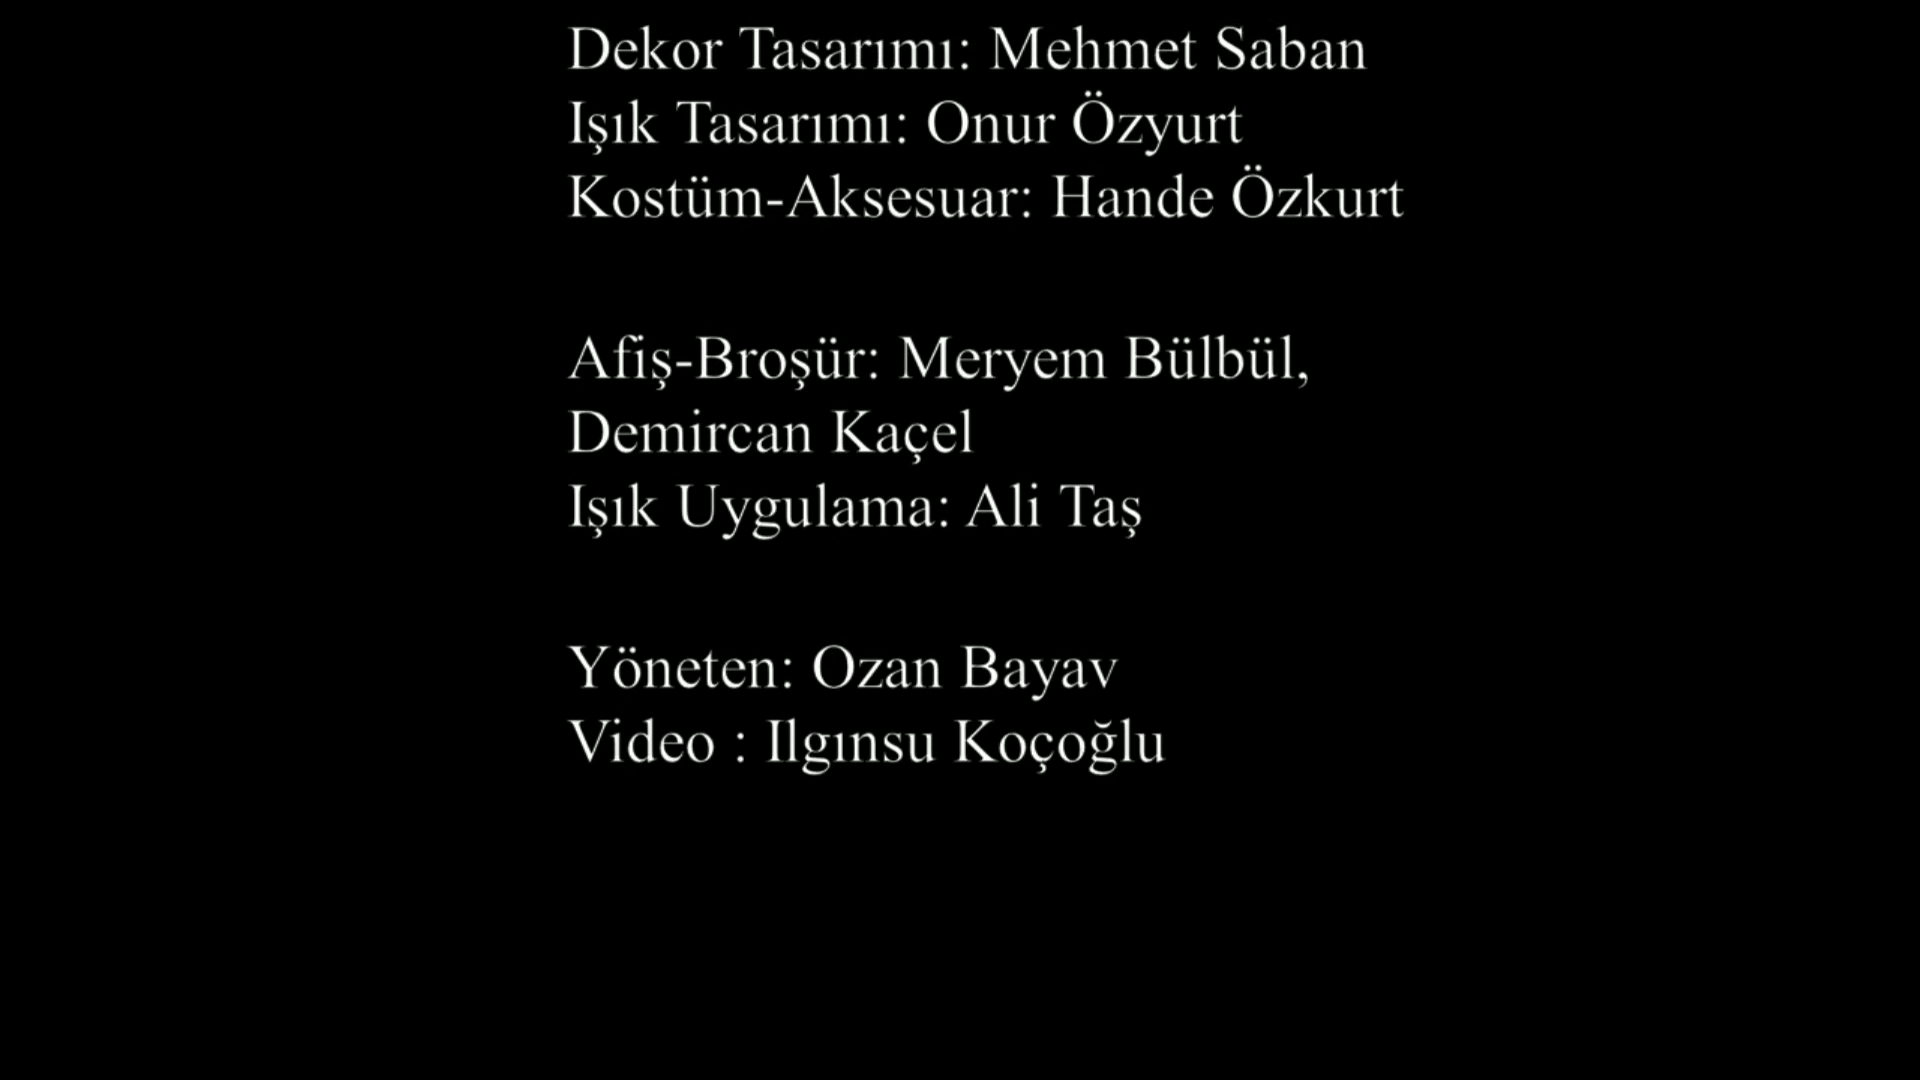 Dekor Tasarımı: Mehmet Saban
Işık Tasarımı: Onur Özyurt
Kostüm-Aksesuar: Hande Özkurt
Afiş-Broşür: Meryem Bülbül,
Demircan Kaçel
Işık Uygulama: Ali Taş
Yöneten: Ozan Bayav
Video : Ilgınsu Koçoğlu